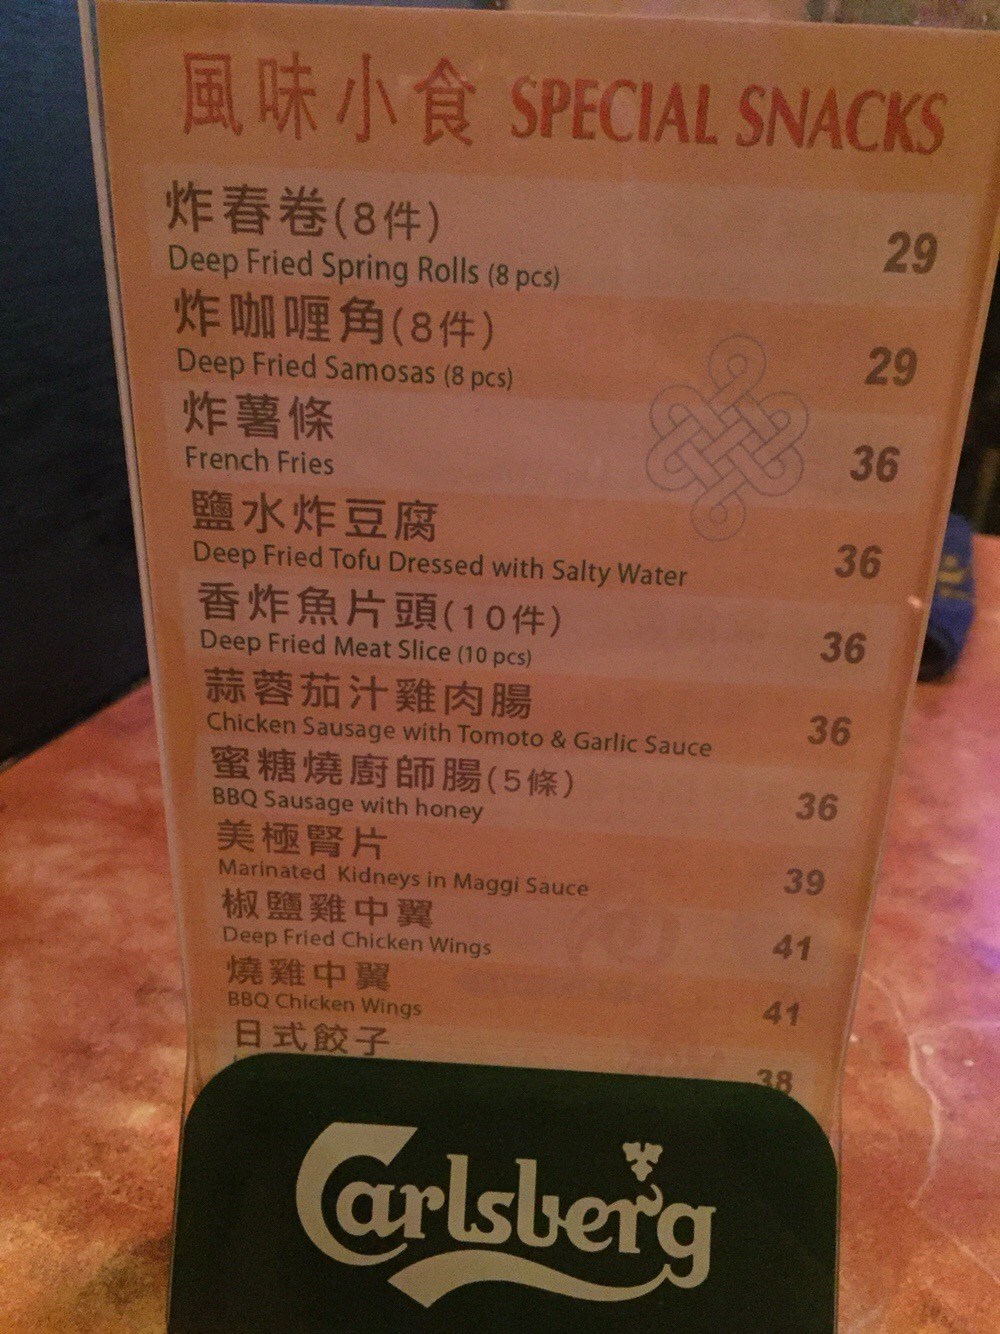 風味小食 SPECIAL SNACKS
炸春卷(8件)
Deep Fried Spring Rolls (8 pcs) 29
炸咖喱角(8件)
Deep Fried Samosas (8 pcs) 29
炸薯條
French Fries 36
鹽水炸豆腐
Deep Fried Tofu Dressed with Salty Water 36
香炸魚片頭(10件)
Deep Fried Meat Slice (10 pcs) 36
蒜蓉茄汁雞肉腸
Chicken Sausage with Tomoto & Garlic Sauce 36
蜜糖燒廚師腸(5條)
BBQ Sausage with honey 36
美極腎片
Marinated Kidneys in Maggi Sauce 39
椒鹽雞中翼
Deep Fried Chicken Wings 41
燒雞中翼
BBQ Chicken Wings 41
日式餃子
38
Carlsberg